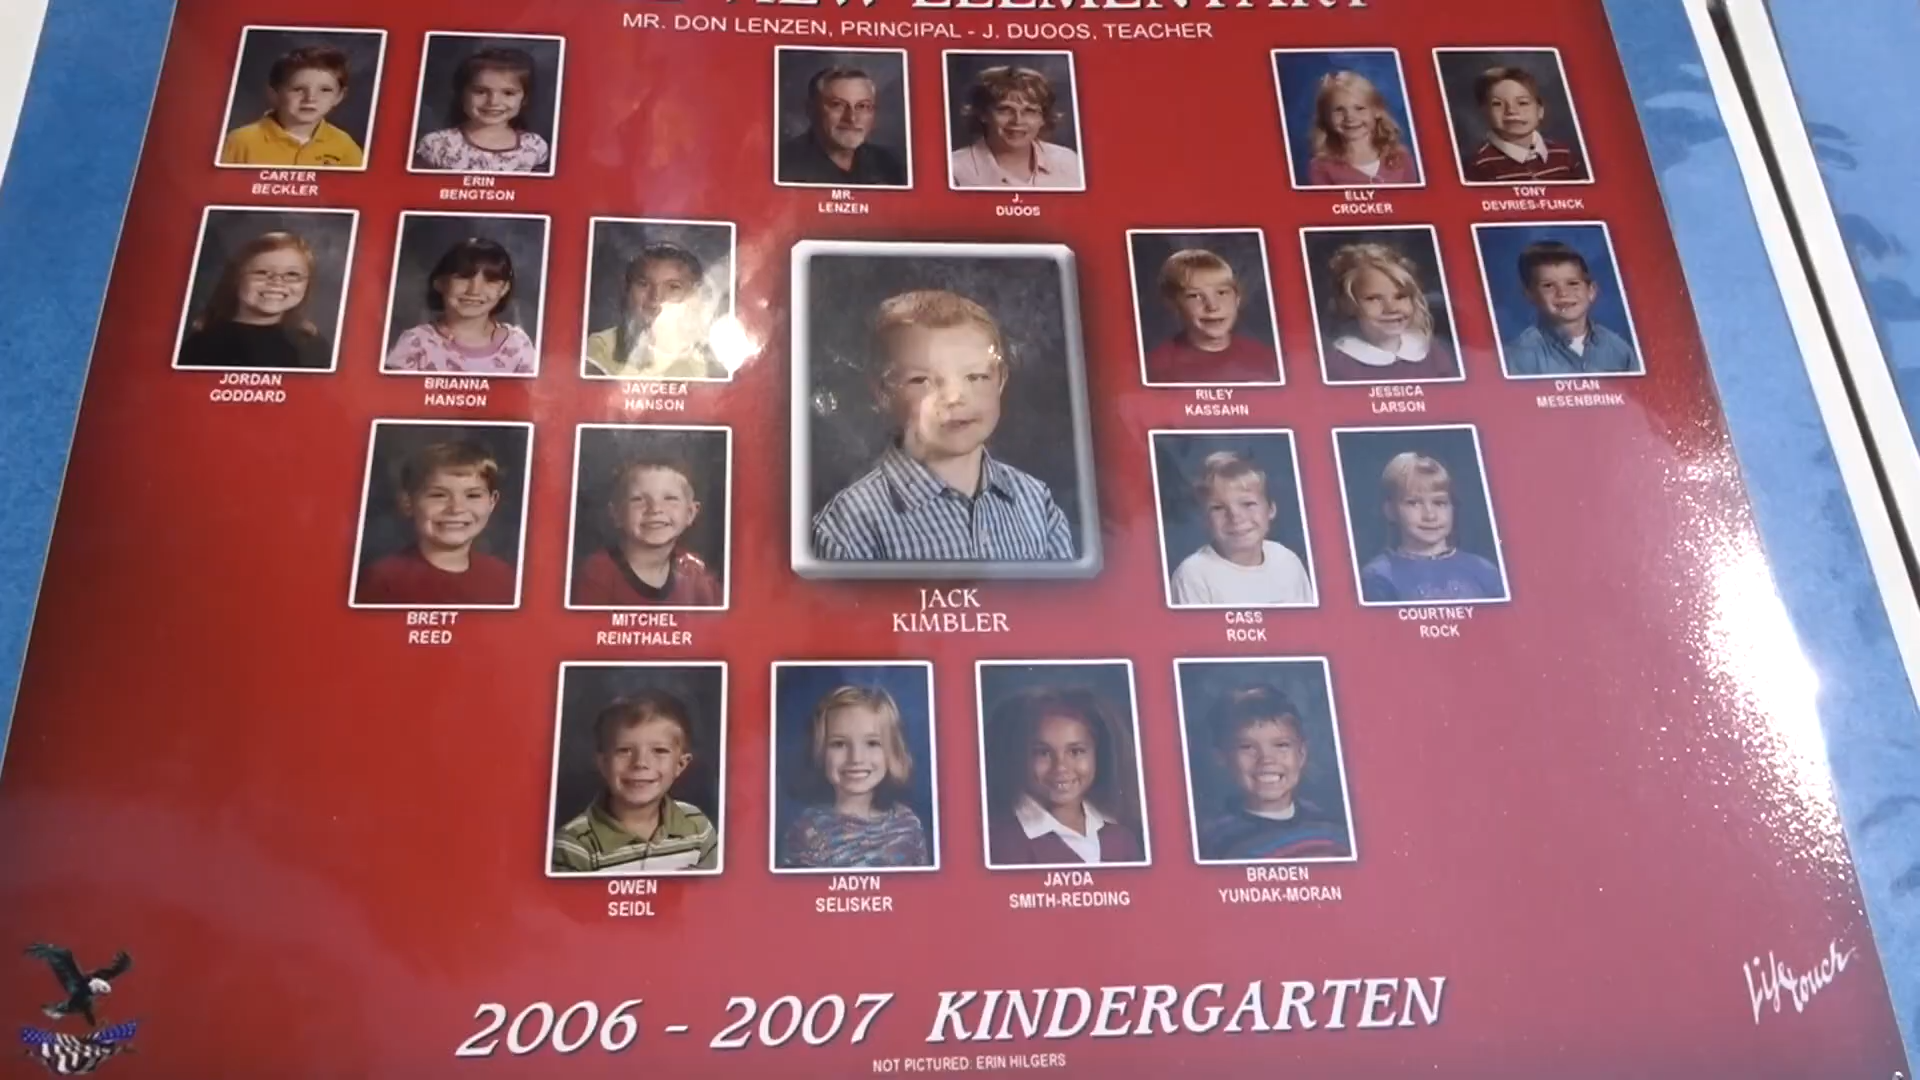 VIEW ELEMENTARY
MR. DON LENZEN, PRINCIPAL - J. DUOOS, TEACHER
CARTER
BECKLER
ERIN
BENGTSON
MR.
LENZEN
J.
DUOOS
ELLY
CROCKER
TONY
DEVRIES-FLINCK
JORDAN
GODDARD
BRIANNA
HANSON
JAYCEEA
HANSON
RILEY
KASSAHN
JESSICA
LARSON
DYLAN
MESENBRINK
BRETT
REED
MITCHEL
REINTHALER
JACK
KIMBLER
CASS
ROCK
COURTNEY
ROCK
OWEN
SEIDL
JADYN
SELISKER
JAYDA
SMITH-REDDING
BRADEN
YUNDAK-MORAN
2006 - 2007 KINDERGARTEN
NOT PICTURED: ERIN HILGERS
Lifetouch